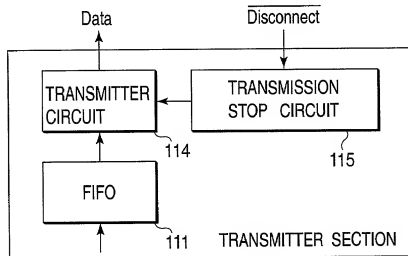 Data
Disconnect
TRANSMITTER
CIRCUIT
114
TRANSMISSION
STOP CIRCUIT
115
FIFO
111
TRANSMITTER SECTION